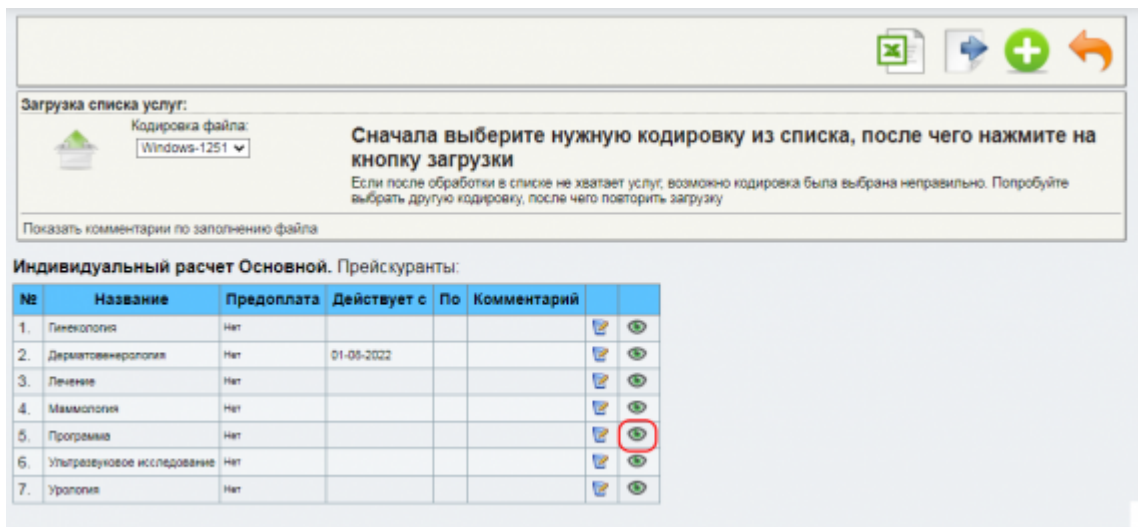 Загрузка списка услуг:
Кодировка файла:
Windows-1251
Сначала выберите нужную кодировку из списка, после чего нажмите на
кнопку загрузки
Если после обработки в списке не хватает услуг, возможно кодировка была выбрана неправильно. Попробуйте
выбрать другую кодировку, после чего повторить загрузку
Показать комментарии по заполнению файла
Индивидуальный расчет Основной. Прейскуранты:
№ Название Предоплата Действует с По Комментарий
1. Гинекология Нет
2. Дерматовенерология Нет 01-08-2022
3. Лечение Нет
4. Маммология Нет
5. Программа Нет
6. Ультразвуковое исследование Нет
7. Урология Нет